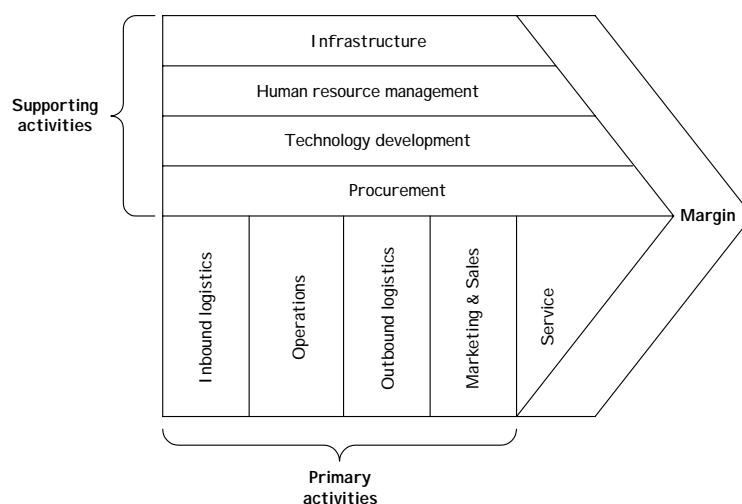 Infrastructure
Human resource management
Supporting
activities
Technology development
Procurement
Margin
Inbound logistics
Operations
Outbound logistics
Marketing & Sales
Service
Primary
activities